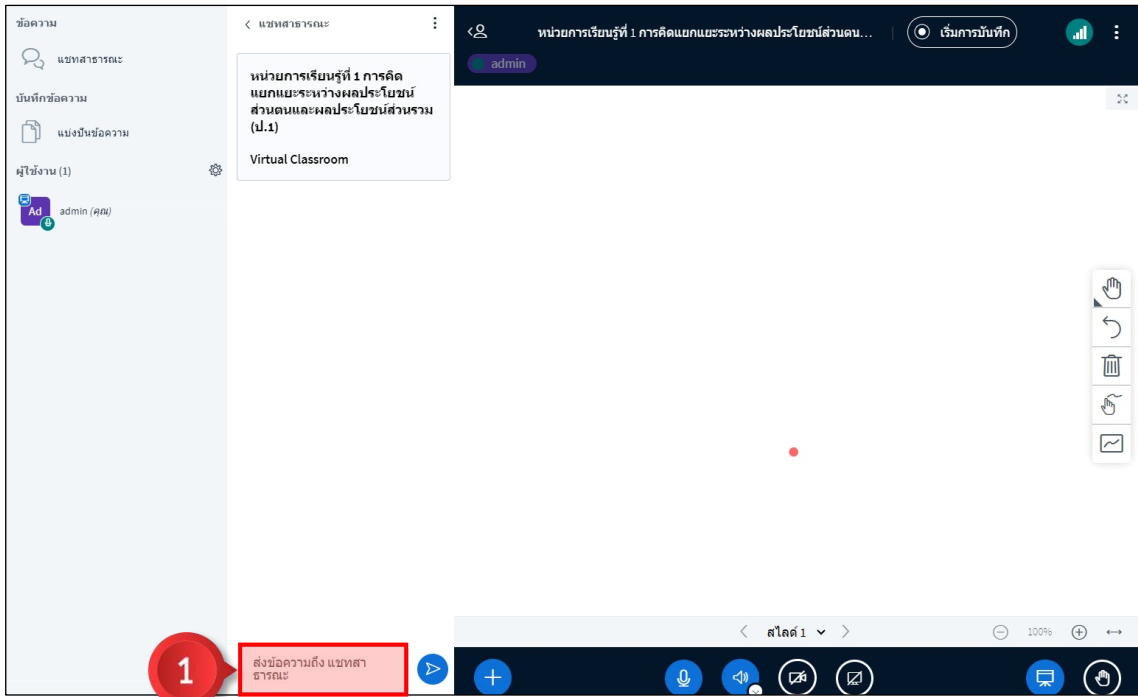 ข้อความ
แชทสาธารณะ
บันทึกข้อความ
แบ่งปันข้อความ
ผู้ใช้งาน (1)
Ad
admin (คุณ)
แชทสาธารณะ
หน่วยการเรียนรู้ที่ 1 การคิด
แยกแยะระหว่างผลประโยชน์
ส่วนตนและผลประโยชน์ส่วนรวม
(ป.1)
Virtual Classroom
1
ส่งข้อความถึง แชทสา
ธารณะ
หน่วยการเรียนรู้ที่ 1 การคิดแยกแยะระหว่างผลประโยชน์ส่วนตน…
เริ่มการบันทึก
admin
สไลด์ 1
100%